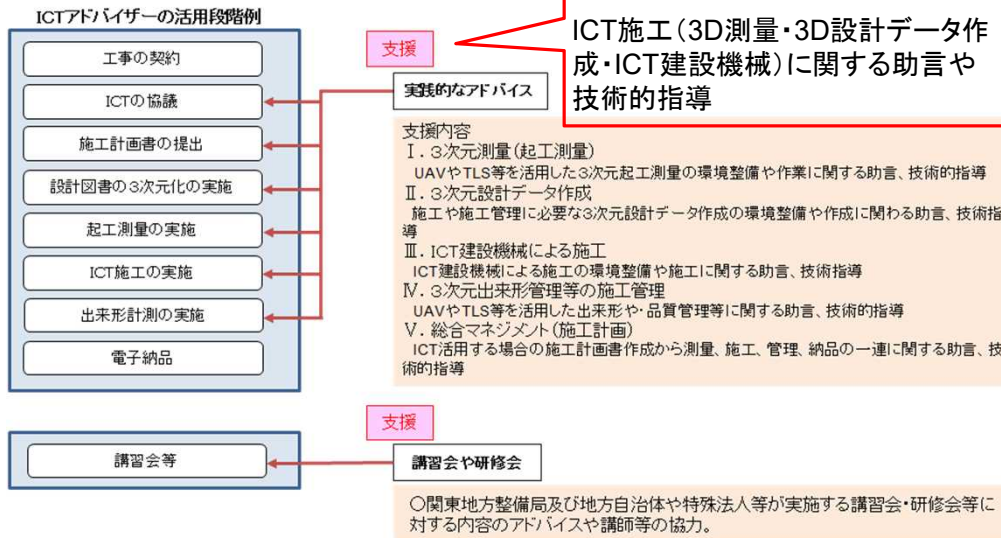 ICTアドバイザーの活用段階例
工事の契約
ICTの協議
施工計画書の提出
設計図書の3次元化の実施
起工測量の実施
ICT施工の実施
出来形計測の実施
電子納品
支援
ICT施工(3D測量・3D設計データ作
成・ICT建設機械)に関する助言や
技術的指導
実践的なアドバイス
支援内容
Ⅰ.3次元測量(起工測量)
UAVやTLS等を活用した3次元起工測量の環境整備や作業に関する助言、技術的指導
Ⅱ.3次元設計データ作成
施工や施工管理に必要な3次元設計データ作成の環境整備や作成に関わる助言、技術指
導
Ⅲ.ICT建設機械による施工
ICT建設機械による施工の環境整備や施工に関する助言、技術指導
Ⅳ.3次元出来形管理等の施工管理
UAVやTLS等を活用した出来形や・品質管理等に関する助言、技術的指導
Ⅴ.総合マネジメント(施工計画)
ICT活用する場合の施工計画書作成から測量、施工、管理、納品の一連に関する助言、技
術的指導
支援
講習会等
講習会や研修会
○関東地方整備局及び地方自治体や特殊法人等が実施する講習会・研修会等に
対する内容のアドバイスや講師等の協力。